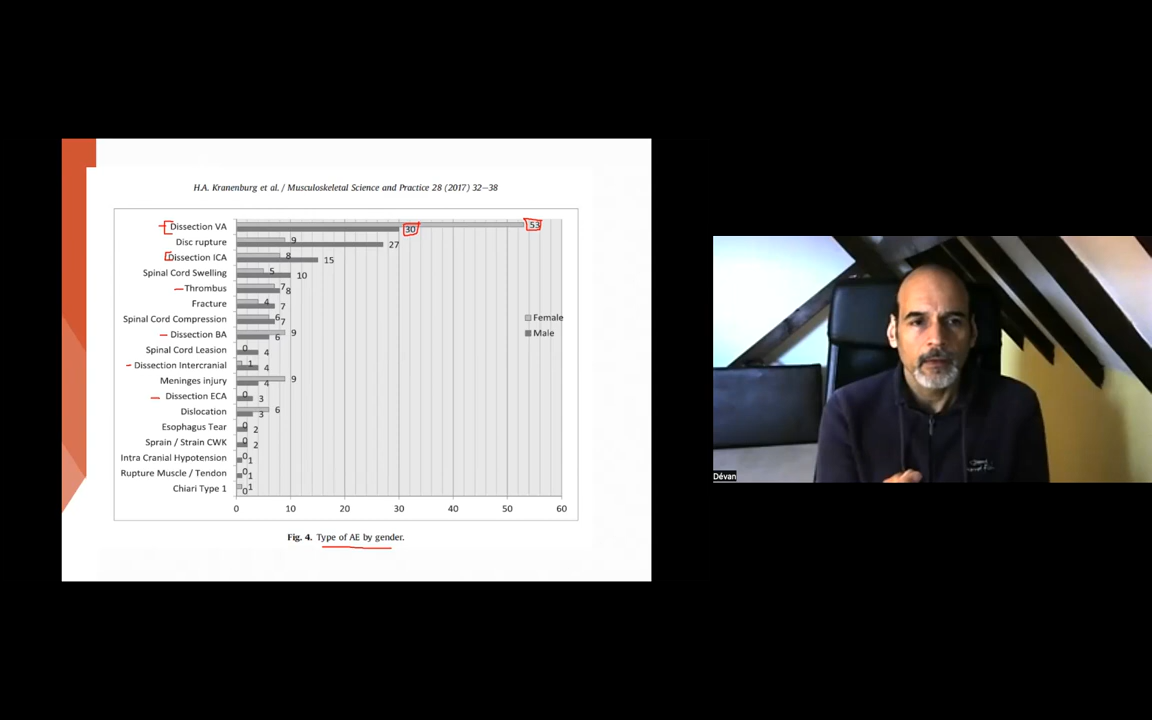 H.A. Kranenburg et al. / Musculoskeletal Science and Practice 28 (2017) 32–38
Dissection VA 53 30
Disc rupture 9 27
Dissection ICA 8 15
Spinal Cord Swelling 5 10
Thrombus 7 8
Fracture 4 7
Spinal Cord Compression 6 7
Dissection BA 9 6
Spinal Cord Leasion 0 4
Dissection Intercranial 1 4
Meninges injury 9 4
Dissection ECA 0 3
Dislocation 6 3
Esophagus Tear 0 2
Sprain / Strain CWK 0 2
Intra Cranial Hypotension 0 1
Rupture Muscle / Tendon 0 1
Chiari Type 1 1 0
Female
Male
0 10 20 30 40 50 60
Fig. 4. Type of AE by gender.
Dévan